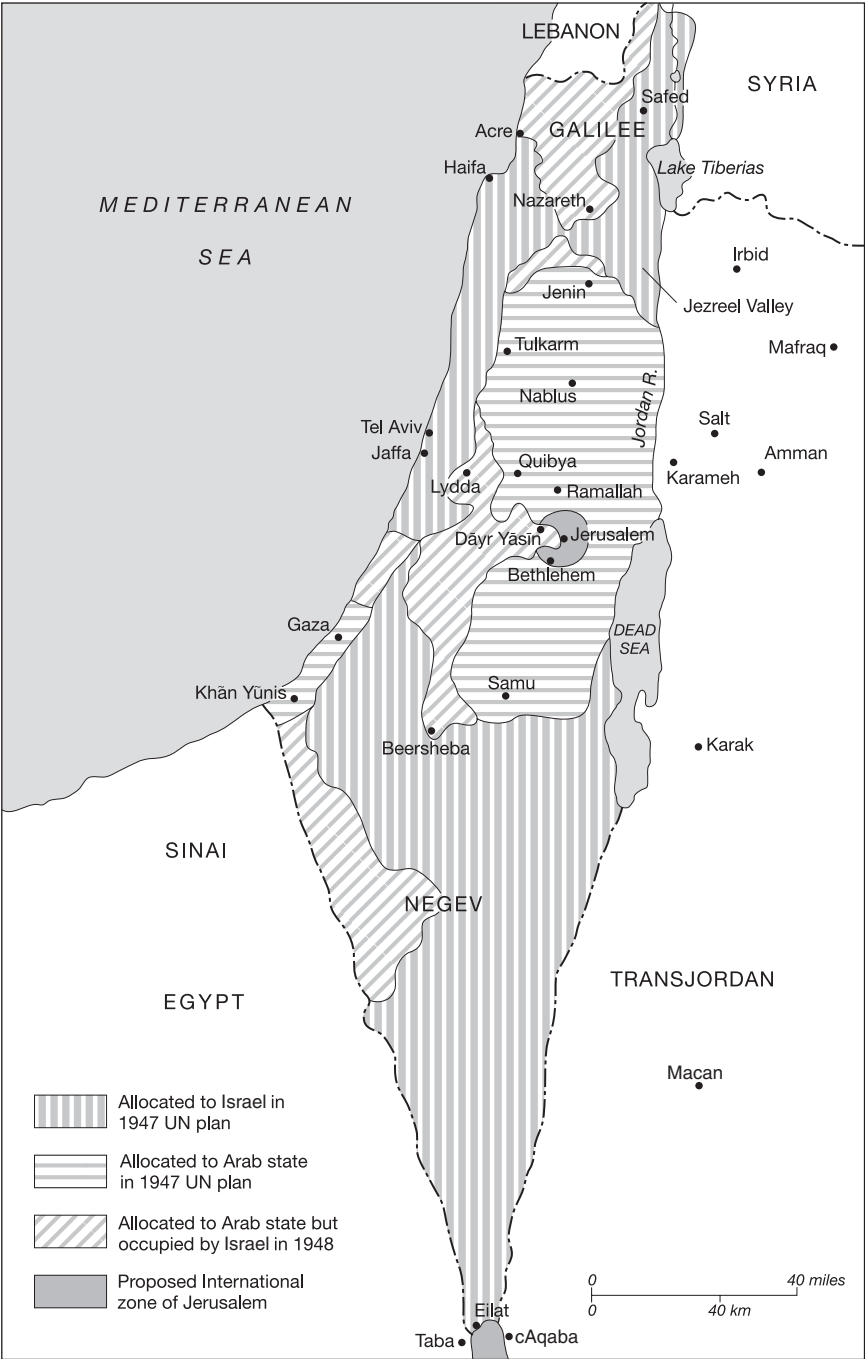 LEBANON
SYRIA
Safed
Acre
GALILEE
Haifa
Lake Tiberias
MEDITERRANEAN
SEA
Nazareth
Irbid
Jenin
Jezreel Valley
Tulkarm
Mafraq
Nablus
Jordan R.
Salt
Tel Aviv
Jaffa
Amman
Quibya
Karameh
Lydda
Ramallah
Dāyr Yāsīn
Jerusalem
Bethlehem
Gaza
DEAD
SEA
Khān Yūnis
Samu
Beersheba
Karak
SINAI
NEGEV
TRANSJORDAN
EGYPT
Macan
Allocated to Israel in
1947 UN plan
Allocated to Arab state
in 1947 UN plan
Allocated to Arab state but
occupied by Israel in 1948
Proposed International
zone of Jerusalem
0 40 miles
0 40 km
Eilat
Taba
cAqaba